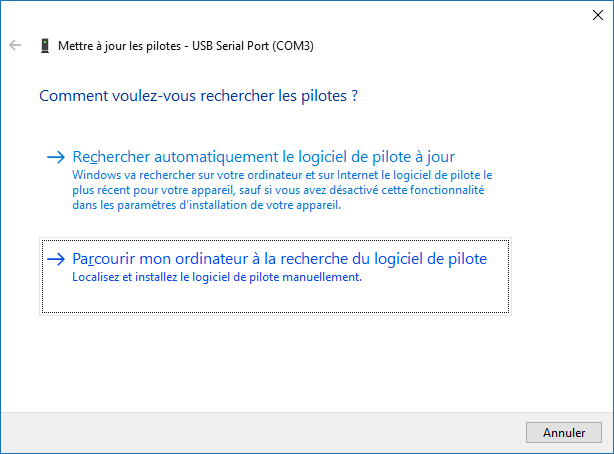 Mettre à jour les pilotes - USB Serial Port (COM3)
Comment voulez-vous rechercher les pilotes ?
Rechercher automatiquement le logiciel de pilote à jour
Windows va rechercher sur votre ordinateur et sur Internet le logiciel de pilote le
plus récent pour votre appareil, sauf si vous avez désactivé cette fonctionnalité
dans les paramètres d'installation de votre appareil.
Parcourir mon ordinateur à la recherche du logiciel de pilote
Localisez et installez le logiciel de pilote manuellement.
Annuler